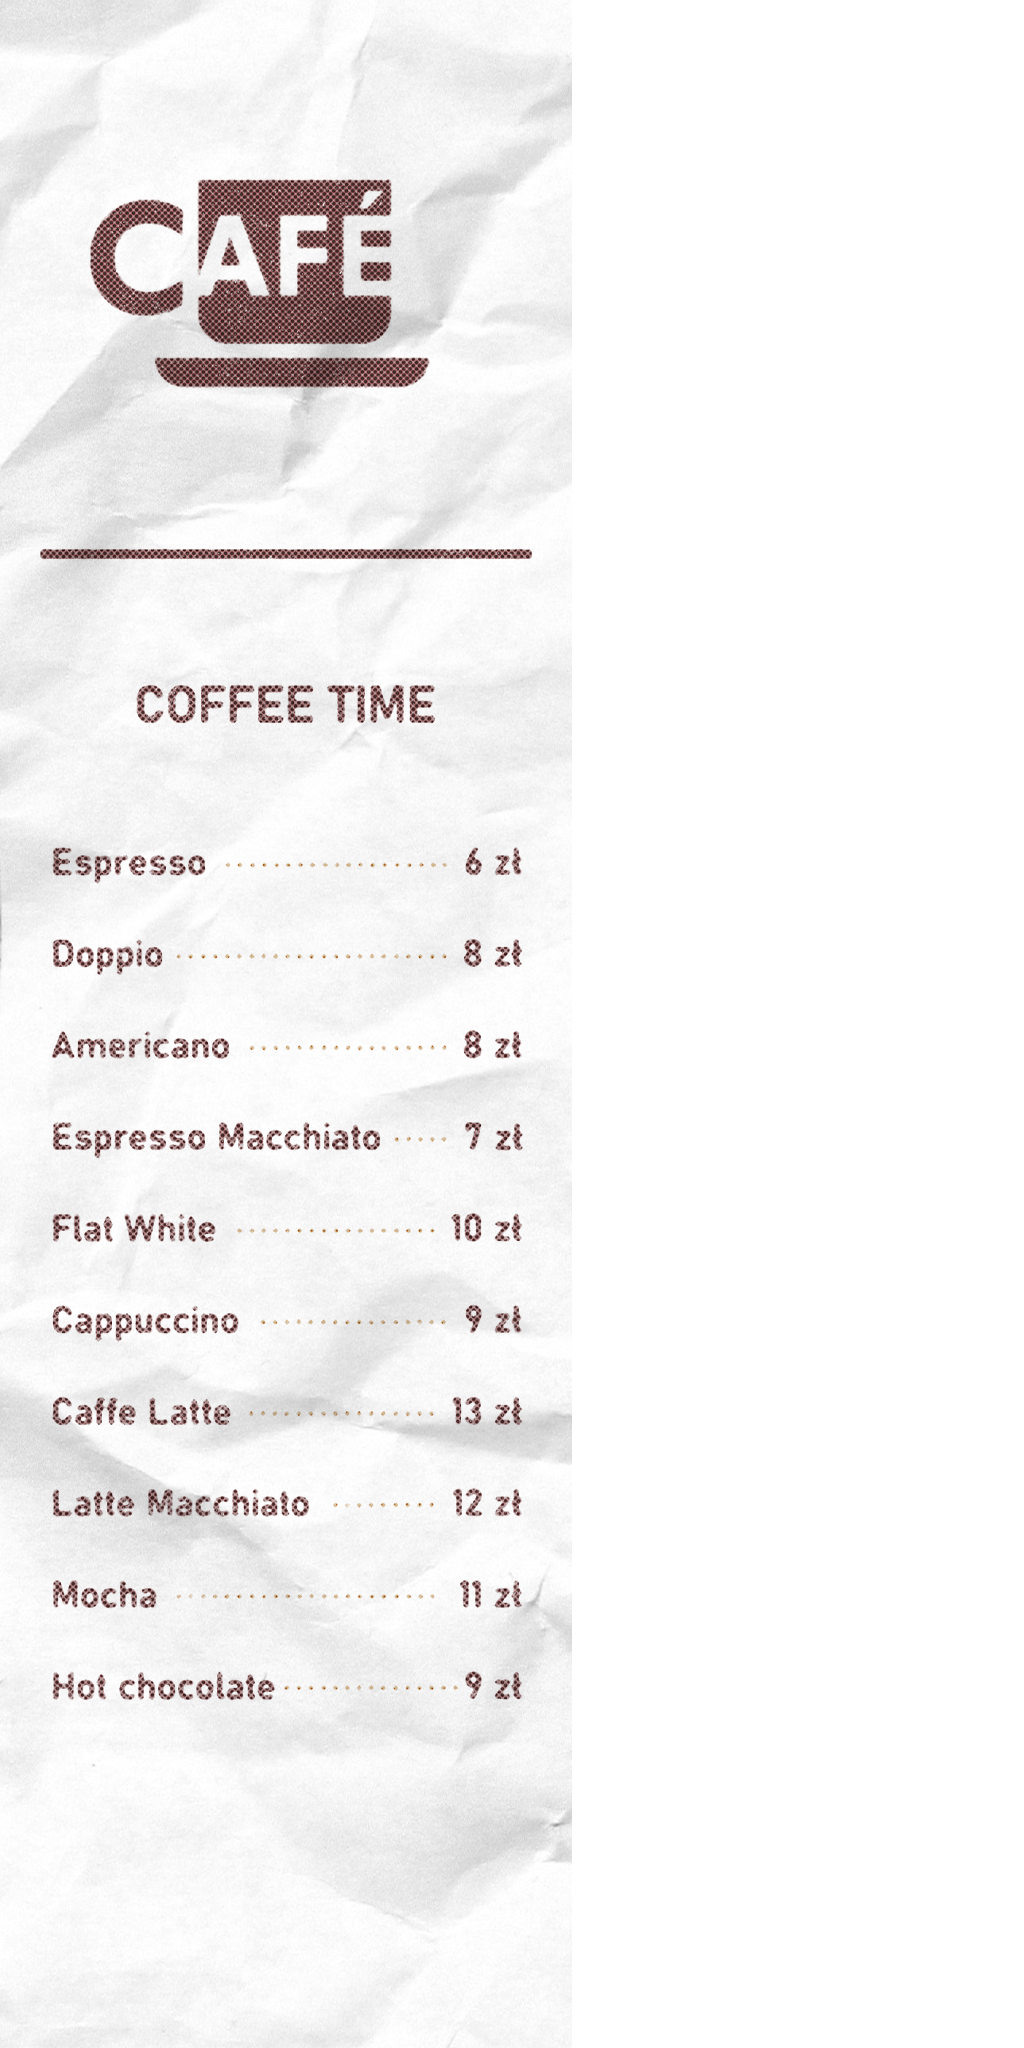 CAFÉ
COFFEE TIME
Espresso ................... 6 zł
Doppio ....................... 8 zł
Americano ................. 8 zł
Espresso Macchiato ..... 7 zł
Flat White ................. 10 zł
Cappuccino ................ 9 zł
Caffe Latte ................ 13 zł
Latte Macchiato ......... 12 zł
Mocha ...................... 11 zł
Hot chocolate ...............9 zł